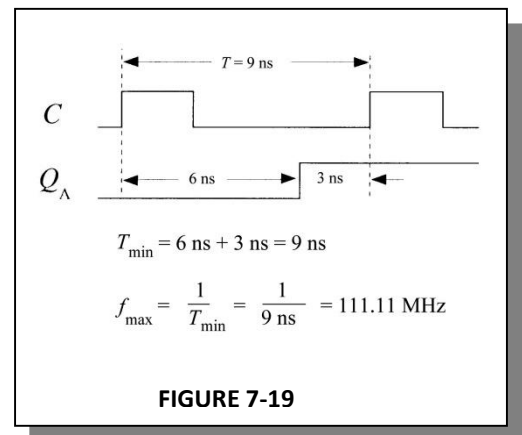 T = 9 ns
C
6 ns
3 ns
Q_A
T_min = 6 ns + 3 ns = 9 ns
f_max = 1/T_min = 1/9 ns = 111.11 MHz
FIGURE 7-19